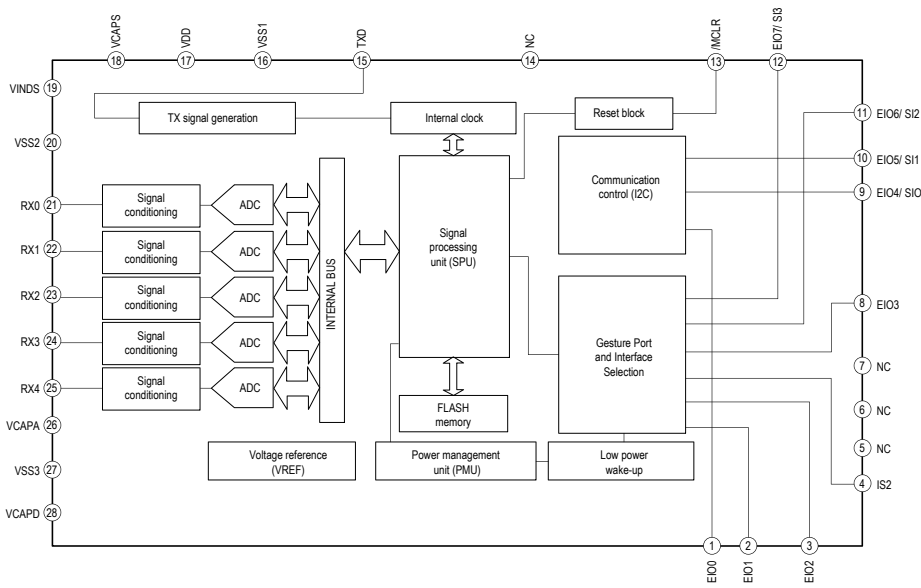 VCAPS
VDD
VSS1
TXD
NC
/MCLR
EIO7/ SI3
18
17
16
15
14
13
12
VINDS 19
VSS2 20
RX0 21
RX1 22
RX2 23
RX3 24
RX4 25
VCAPA 26
VSS3 27
VCAPD 28
TX signal generation
Internal clock
Reset block
Signal
conditioning
ADC
Signal
conditioning
ADC
Signal
conditioning
ADC
Signal
conditioning
ADC
Signal
conditioning
ADC
INTERNAL BUS
Signal
processing
unit (SPU)
FLASH
memory
Communication
control (I2C)
Gesture Port
and Interface
Selection
Voltage reference
(VREF)
Power management
unit (PMU)
Low power
wake-up
11 EIO6/ SI2
10 EIO5/ SI1
9 EIO4/ SIO
8 EIO3
7 NC
6 NC
5 NC
4 IS2
1
2
3
EIO0
EIO1
EIO2